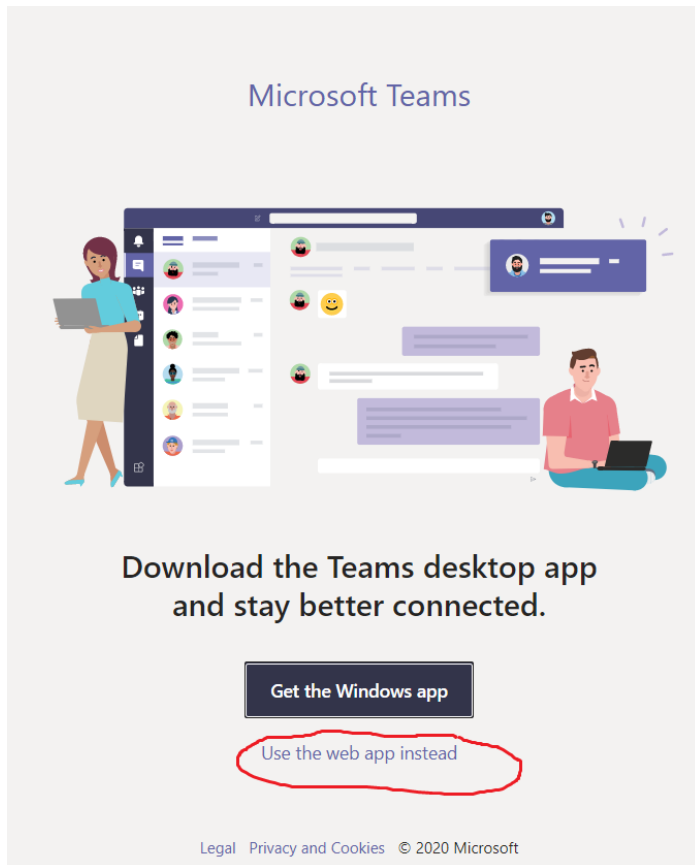 Microsoft Teams
Download the Teams desktop app
and stay better connected.
Get the Windows app
Use the web app instead
Legal Privacy and Cookies © 2020 Microsoft